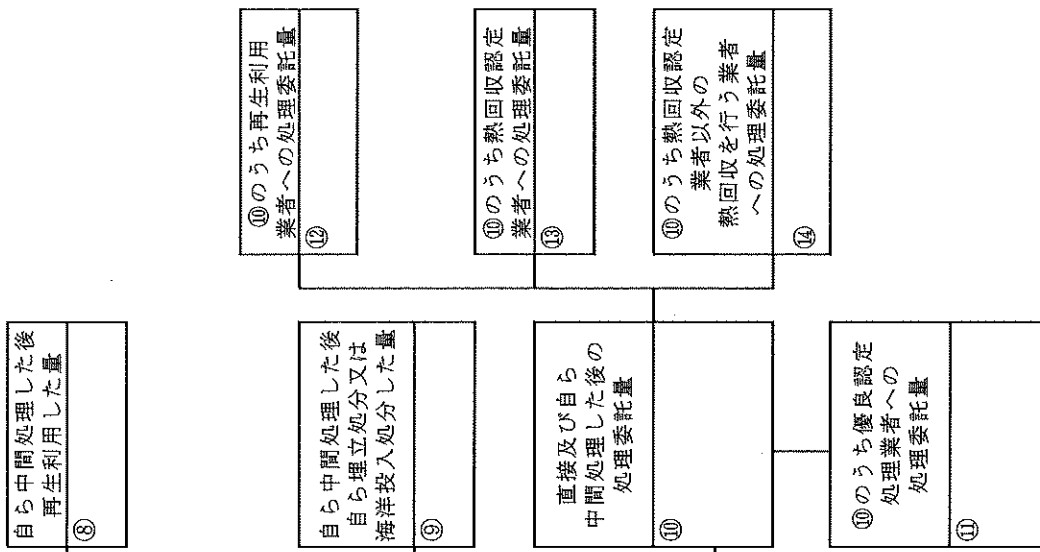 自ら中間処理した後
再生利用した量
⑧
自ら中間処理した後
自ら埋立処分又は
海洋投入処分した量
⑨
直接及び自ら
中間処理した後の
処理委託量
⑩
⑩のうち優良認定
処理業者への
処理委託量
⑪
⑩のうち再生利用
業者への処理委託量
⑫
⑩のうち熱回収認定
業者への処理委託量
⑬
⑩のうち熱回収認定
業者以外の
熱回収を行う業者
への処理委託量
⑭